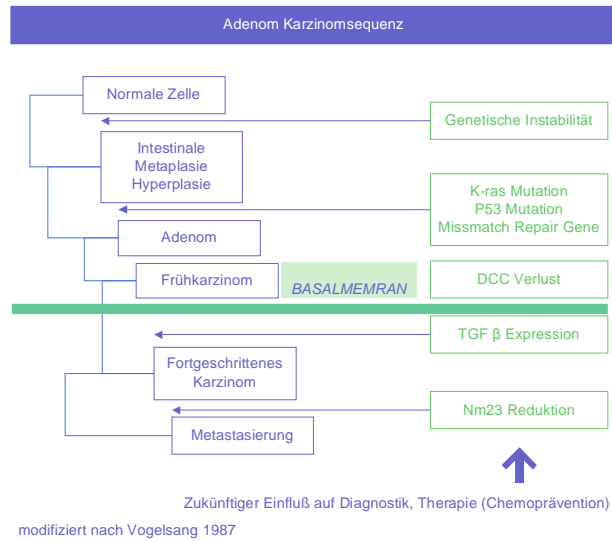 Adenom Karzinomsequenz
Normale Zelle
Genetische Instabilität
Intestinale
Metaplasie
Hyperplasie
K-ras Mutation
P53 Mutation
Missmatch Repair Gene
Adenom
Frühkarzinom
BASALMEMRAN
DCC Verlust
TGF β Expression
Fortgeschrittenes
Karzinom
Nm23 Reduktion
Metastasierung
Zukünftiger Einfluß auf Diagnostik, Therapie (Chemoprävention)
modifiziert nach Vogelsang 1987